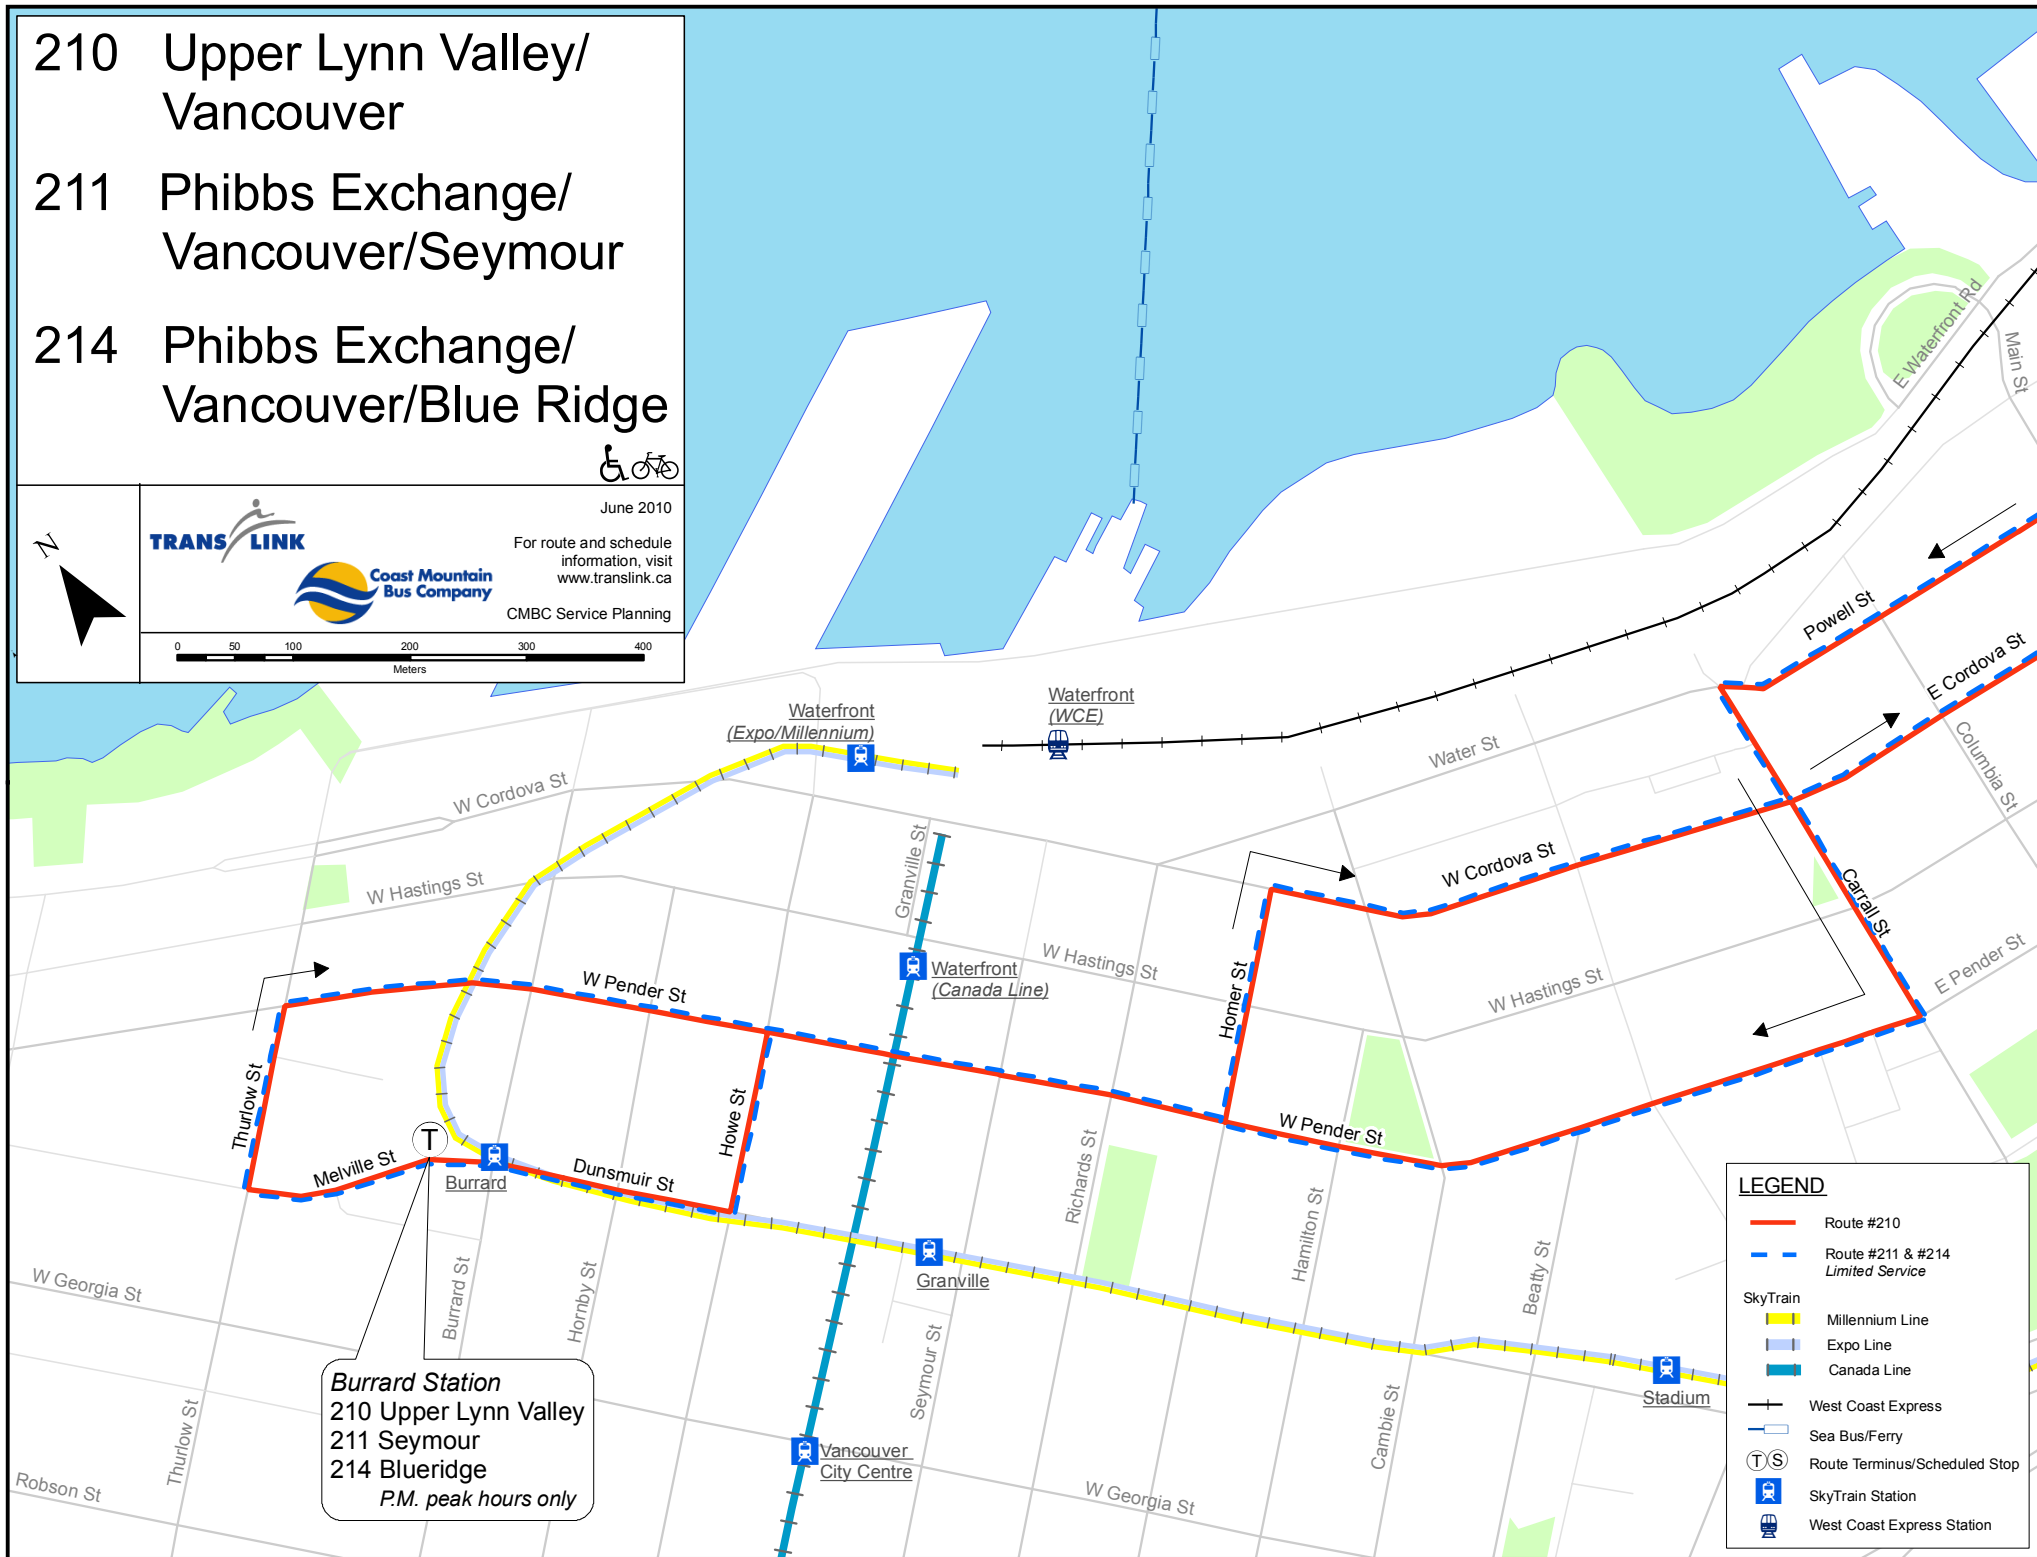 210 Upper Lynn Valley/
Vancouver
211 Phibbs Exchange/
Vancouver/Seymour
214 Phibbs Exchange/
Vancouver/Blue Ridge
N
TRANS LINK
Coast Mountain
Bus Company
June 2010
For route and schedule
information, visit
www.translink.ca
CMBC Service Planning
0 50 100 200 300 400
Meters
E Waterfront Rd
Main St
Powell St
E Cordova St
Columbia St
Waterfront
(WCE)
Waterfront
(Expo/Millennium)
Water St
W Cordova St
W Cordova St
Granville St
W Hastings St
Carrall St
E Pender St
Waterfront
(Canada Line)
W Hastings St
W Hastings St
Homer St
W Pender St
W Pender St
Thurlow St
Howe St
Melville St
T
Burrard
Dunsmuir St
Richards St
Hamilton St
Beatty St
Granville
W Georgia St
Burrard St
Hornby St
Seymour St
Cambie St
Stadium
Thurlow St
Robson St
Vancouver
City Centre
W Georgia St
Burrard Station
210 Upper Lynn Valley
211 Seymour
214 Blueridge
P.M. peak hours only
LEGEND
Route #210
Route #211 & #214
Limited Service
SkyTrain
Millennium Line
Expo Line
Canada Line
West Coast Express
Sea Bus/Ferry
T S Route Terminus/Scheduled Stop
SkyTrain Station
West Coast Express Station